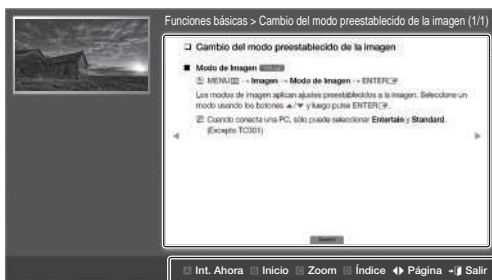 Funciones básicas > Cambio del modo preestablecido de la imagen (1/1)
❑ Cambio del modo preestablecido de la imagen
■ Modo de Imagen
MENU → Imagen → Modo de Imagen → ENTER
Los modos de imagen aplican ajustes preestablecidos a la imagen. Seleccione un
modo usando los botones ▲/▼ y luego pulse ENTER.
Cuando conecta una PC, sólo puede seleccionar Entertain y Standard.
(Excepto TC301)
Español
Int. Ahora Inicio Zoom Índice Página Salir